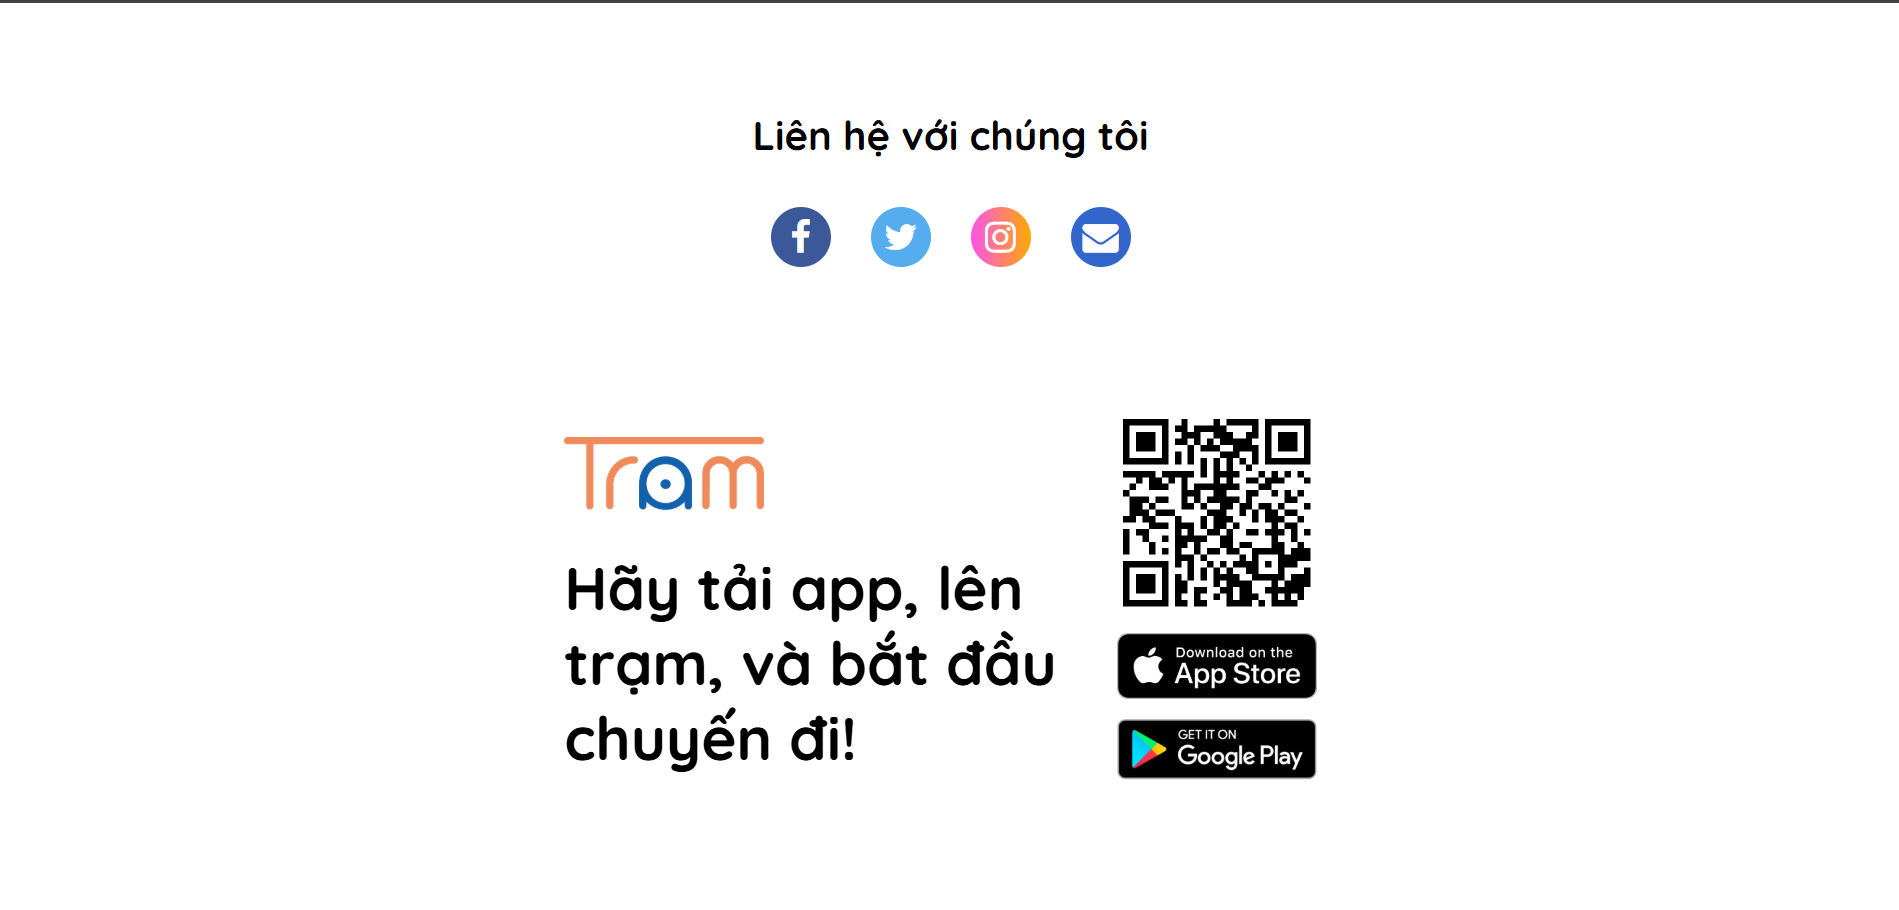 Liên hệ với chúng tôi
Trạm
Hãy tải app, lên
trạm, và bắt đầu
chuyến đi!
Download on the
App Store
GET IT ON
Google Play